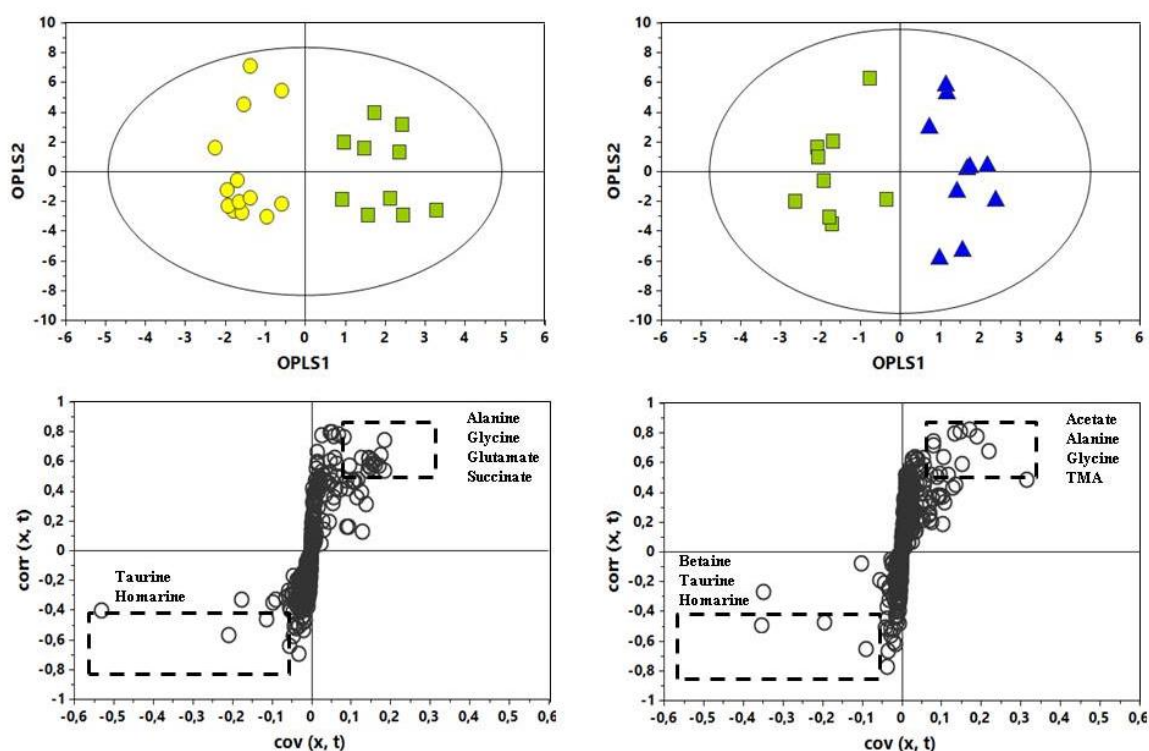 10
8
6
4
2
0
-2
-4
-6
-8
-10
OPLS2
-6 -5 -4 -3 -2 -1 0 1 2 3 4 5 6
OPLS1
10
8
6
4
2
0
-2
-4
-6
-8
-10
OPLS2
-6 -5 -4 -3 -2 -1 0 1 2 3 4 5 6
OPLS1
1
0,8
0,6
0,4
0,2
0
-0,2
-0,4
-0,6
-0,8
-1
corr (x, t)
Alanine
Glycine
Glutamate
Succinate
Taurine
Homarine
-0,6 -0,5 -0,4 -0,3 -0,2 -0,1 0 0,1 0,2 0,3 0,4 0,5 0,6
cov (x, t)
1
0,8
0,6
0,4
0,2
0
-0,2
-0,4
-0,6
-0,8
-1
corr (x, t)
Acetate
Alanine
Glycine
TMA
Betaine
Taurine
Homarine
-0,6 -0,5 -0,4 -0,3 -0,2 -0,1 0 0,1 0,2 0,3 0,4 0,5 0,6
cov (x, t)